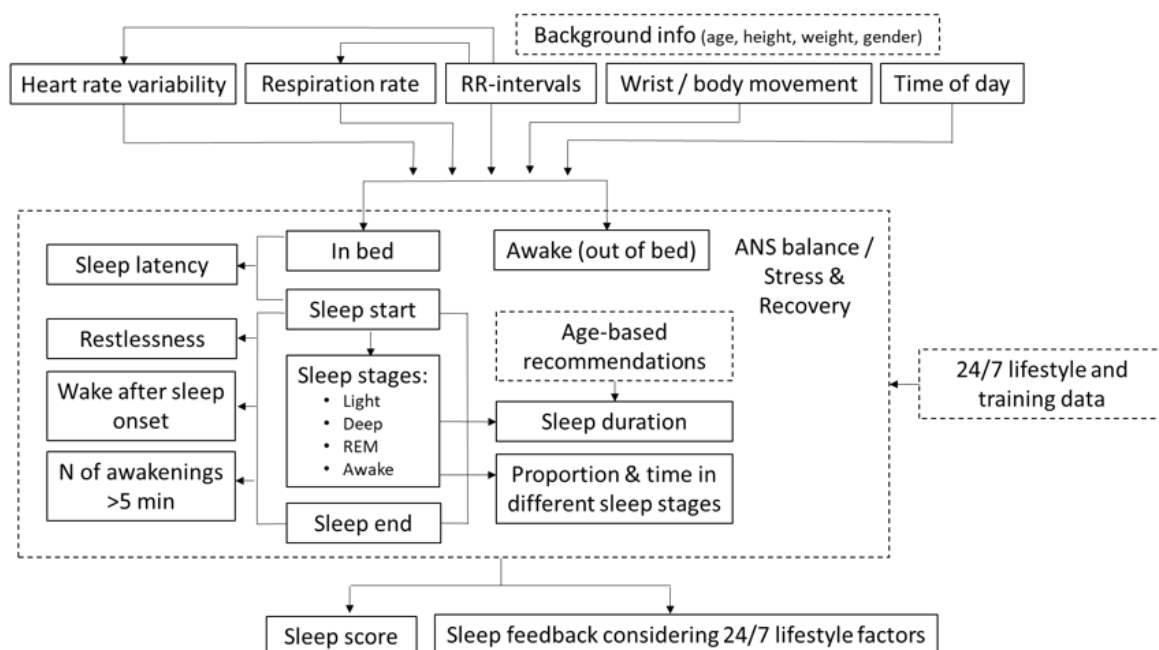 Background info (age, height, weight, gender)
Heart rate variability
Respiration rate
RR-intervals
Wrist / body movement
Time of day
In bed
Awake (out of bed)
ANS balance /
Stress &
Recovery
Sleep latency
Sleep start
Restlessness
Age-based
recommendations
Sleep stages:
• Light
• Deep
• REM
• Awake
24/7 lifestyle and
training data
Wake after sleep
onset
Sleep duration
N of awakenings
>5 min
Proportion & time in
different sleep stages
Sleep end
Sleep score
Sleep feedback considering 24/7 lifestyle factors